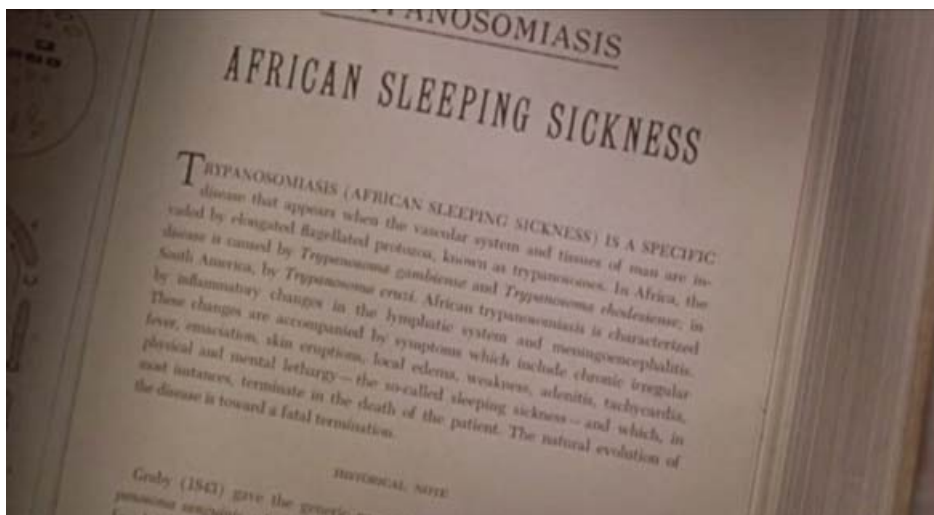 PANOSOMIASIS
AFRICAN SLEEPING SICKNESS
TRYPANOSOMIASIS (AFRICAN SLEEPING SICKNESS) IS A SPECIFIC
disease that appears when the vascular system and tissues of man are in-
vaded by elongated flagellated protozoa, known as trypanosomes. In Africa, the
disease is caused by Trypanosoma gambiense and Trypanosoma rhodesiense, in
South America, by Trypanosoma cruzi. African trypanosomiasis is characterized
by inflammatory changes in the lymphatic system and meningoencephalitis.
These changes are accompanied by symptoms which include chronic irregular
fever, emaciation, skin eruptions, local edema, weakness, adenitis, tachycardia,
physical and mental lethargy—the so-called sleeping sickness—and which, in
most instances, terminate in the death of the patient. The natural evolution of
the disease is toward a fatal termination.
HISTORICAL NOTE
Gruby (1843) gave the generic